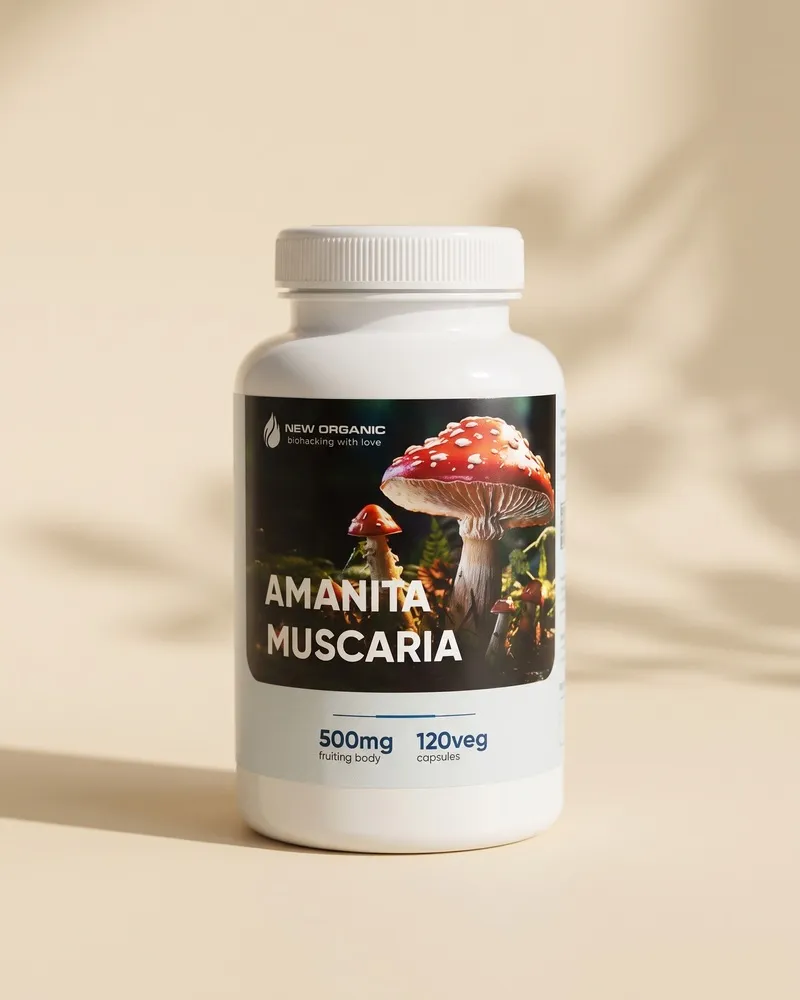 NEW ORGANIC
biohacking with love
AMANITA
MUSCARIA
500mg
fruiting body
120veg
capsules